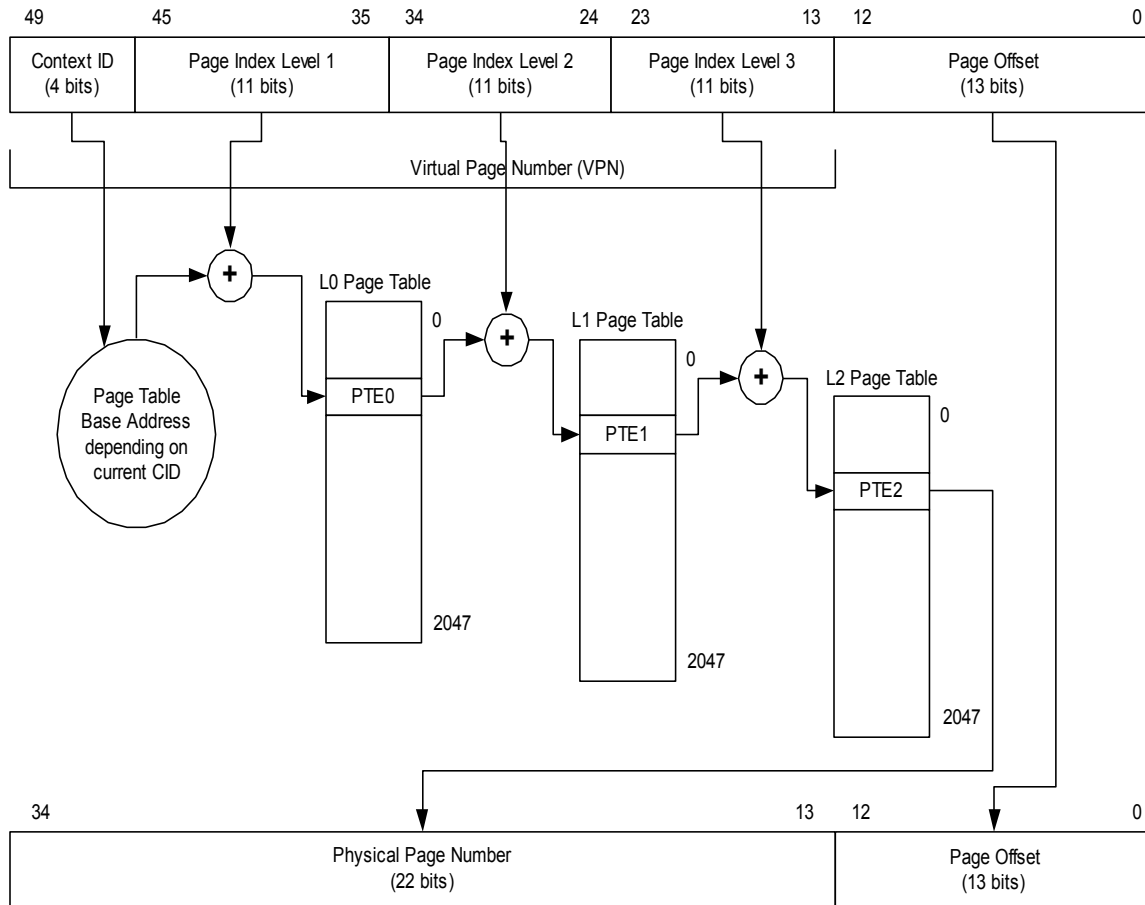 49 45 35 34 24 23 13 12 0
Context ID
(4 bits)
Page Index Level 1
(11 bits)
Page Index Level 2
(11 bits)
Page Index Level 3
(11 bits)
Page Offset
(13 bits)
Virtual Page Number (VPN)
+
L0 Page Table
0
PTE0
2047
+
L1 Page Table
0
PTE1
2047
+
L2 Page Table
0
PTE2
2047
Page Table
Base Address
depending on
current CID
34 13 12 0
Physical Page Number
(22 bits)
Page Offset
(13 bits)